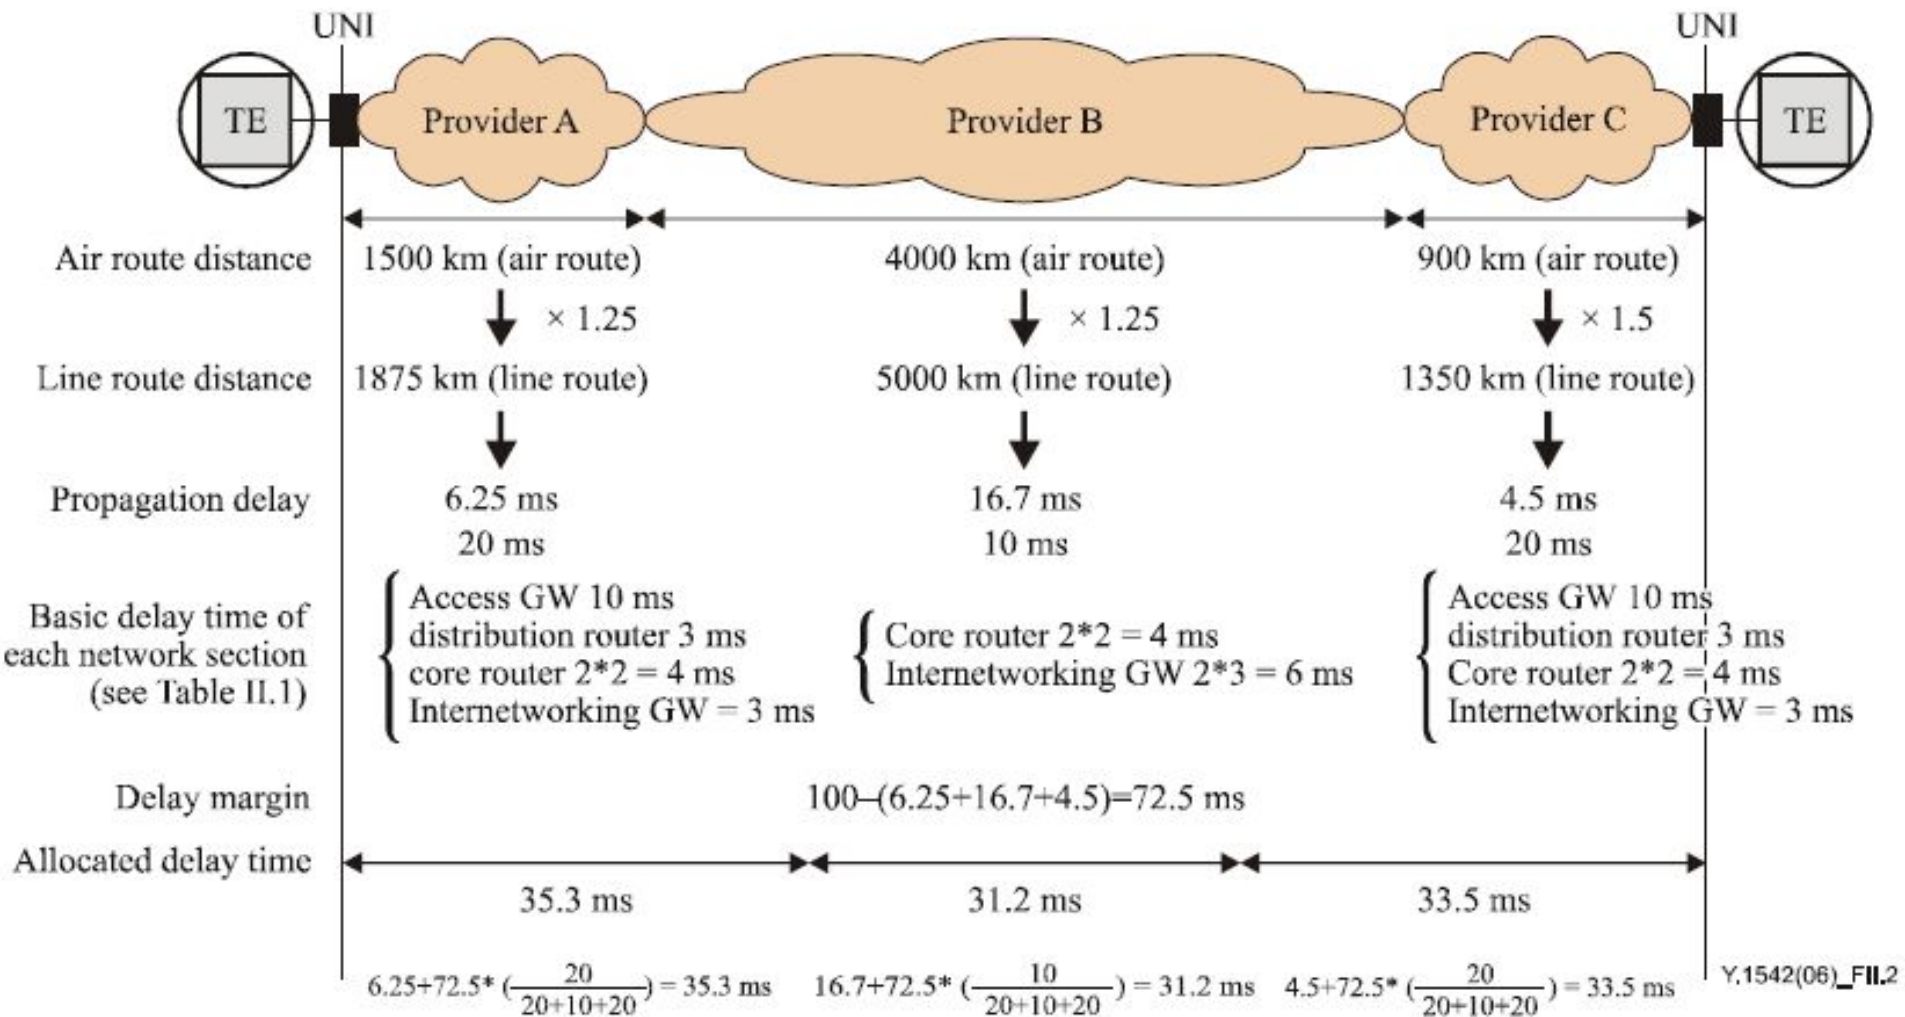 UNI UNI
TE Provider A Provider B Provider C TE
Air route distance 1500 km (air route) 4000 km (air route) 900 km (air route)
× 1.25 × 1.25 × 1.5
Line route distance 1875 km (line route) 5000 km (line route) 1350 km (line route)
Propagation delay 6.25 ms 16.7 ms 4.5 ms
20 ms 10 ms 20 ms
Basic delay time of
each network section
(see Table II.1)
Access GW 10 ms
distribution router 3 ms
core router 2*2 = 4 ms
Internetworking GW = 3 ms
Core router 2*2 = 4 ms
Internetworking GW 2*3 = 6 ms
Access GW 10 ms
distribution router 3 ms
Core router 2*2 = 4 ms
Internetworking GW = 3 ms
Delay margin 100–(6.25+16.7+4.5)=72.5 ms
Allocated delay time
35.3 ms 31.2 ms 33.5 ms
6.25+72.5* (20/20+10+20) = 35.3 ms 16.7+72.5* (10/20+10+20) = 31.2 ms 4.5+72.5* (20/20+10+20) = 33.5 ms
Y.1542(06)_FII.2